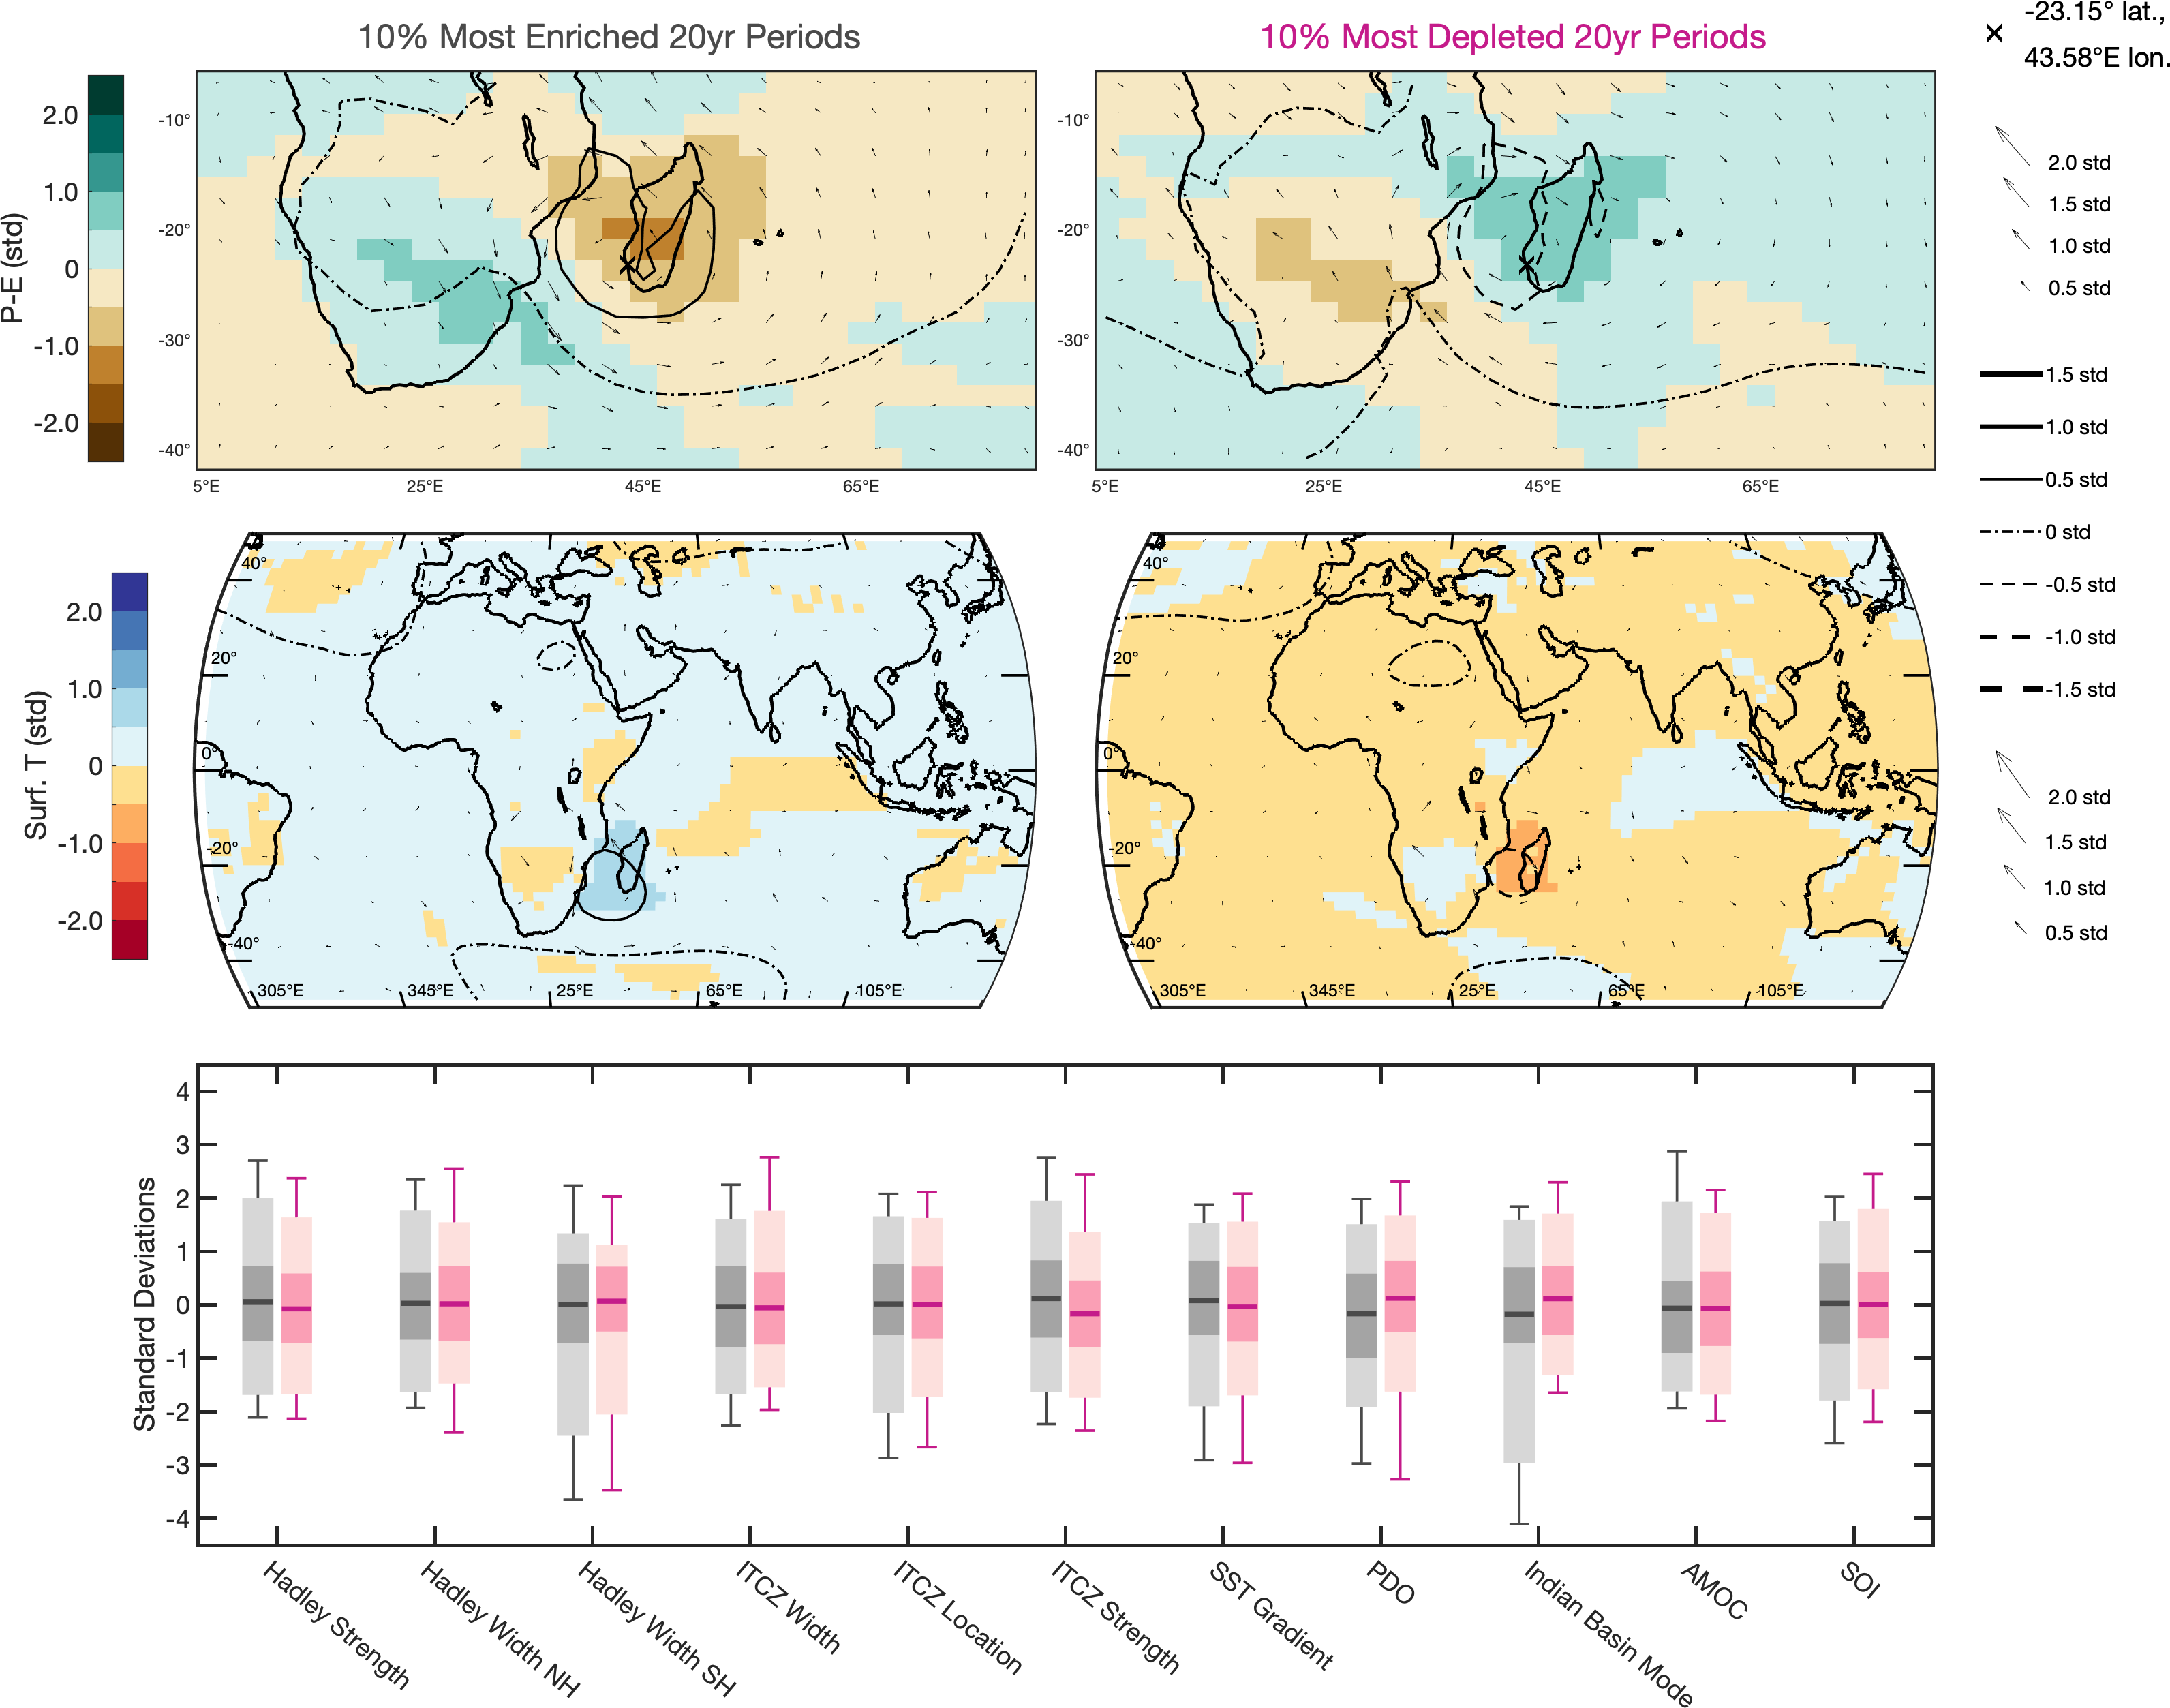 10% Most Enriched 20yr Periods
10% Most Depleted 20yr Periods
-23.15° lat.,
43.58°E lon.
P-E (std)
2.0
1.0
0
-1.0
-2.0
-10°
-20°
-30°
-40°
5°E
25°E
45°E
65°E
-10°
-20°
-30°
-40°
5°E
25°E
45°E
65°E
2.0 std
1.5 std
1.0 std
0.5 std
1.5 std
1.0 std
0.5 std
0 std
-0.5 std
-1.0 std
-1.5 std
Surf. T (std)
2.0
1.0
0
-1.0
-2.0
40°
20°
0°
-20°
-40°
305°E
345°E
25°E
65°E
105°E
40°
20°
0°
-20°
-40°
305°E
345°E
25°E
65°E
105°E
2.0 std
1.5 std
1.0 std
0.5 std
Standard Deviations
4
3
2
1
0
-1
-2
-3
-4
Hadley Strength
Hadley Width NH
Hadley Width SH
ITCZ Width
ITCZ Location
ITCZ Strength
SST Gradient
PDO
Indian Basin Mode
AMOC
SOI